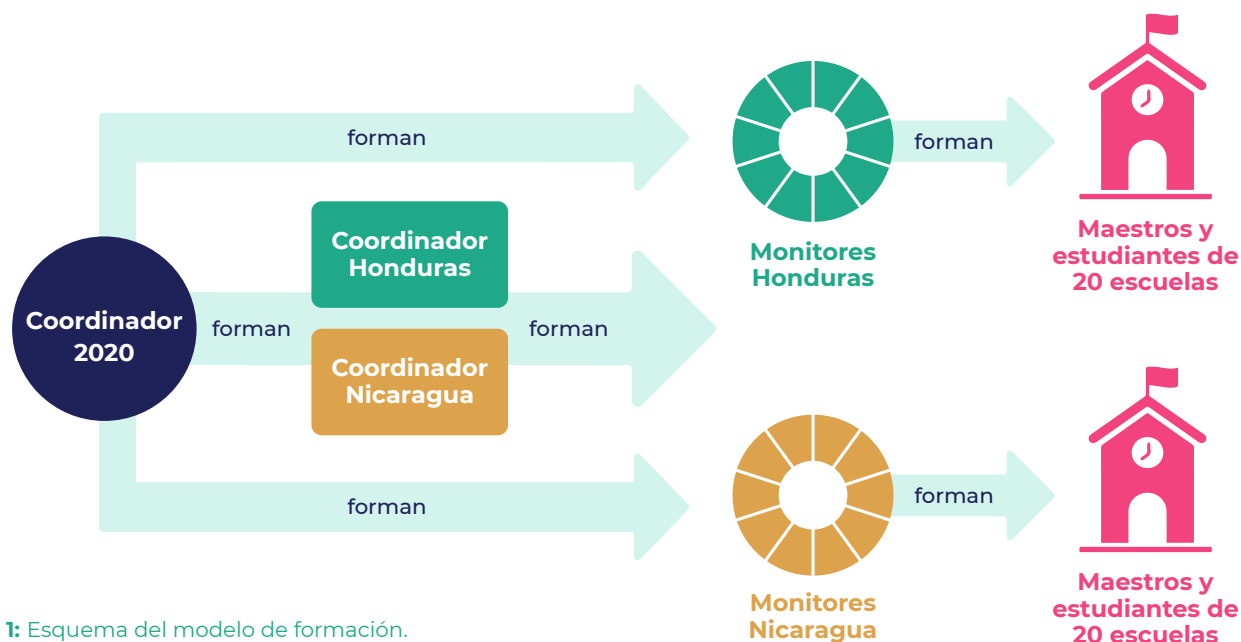 forman
Monitores
Honduras
forman
Maestros y
estudiantes de
20 escuelas
Coordinador
2020
forman
Coordinador
Honduras
Coordinador
Nicaragua
forman
forman
Monitores
Nicaragua
forman
Maestros y
estudiantes de
20 escuelas
1: Esquema del modelo de formación.